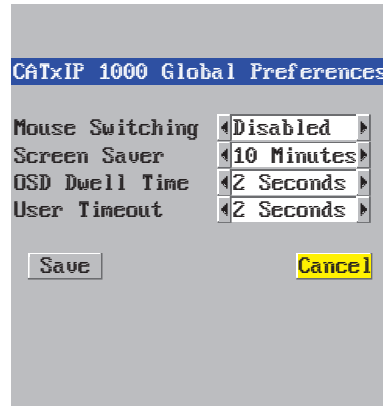 CATxIP 1000 Global Preferences
Mouse Switching Disabled
Screen Saver 10 Minutes
OSD Dwell Time 2 Seconds
User Timeout 2 Seconds
Save Cancel